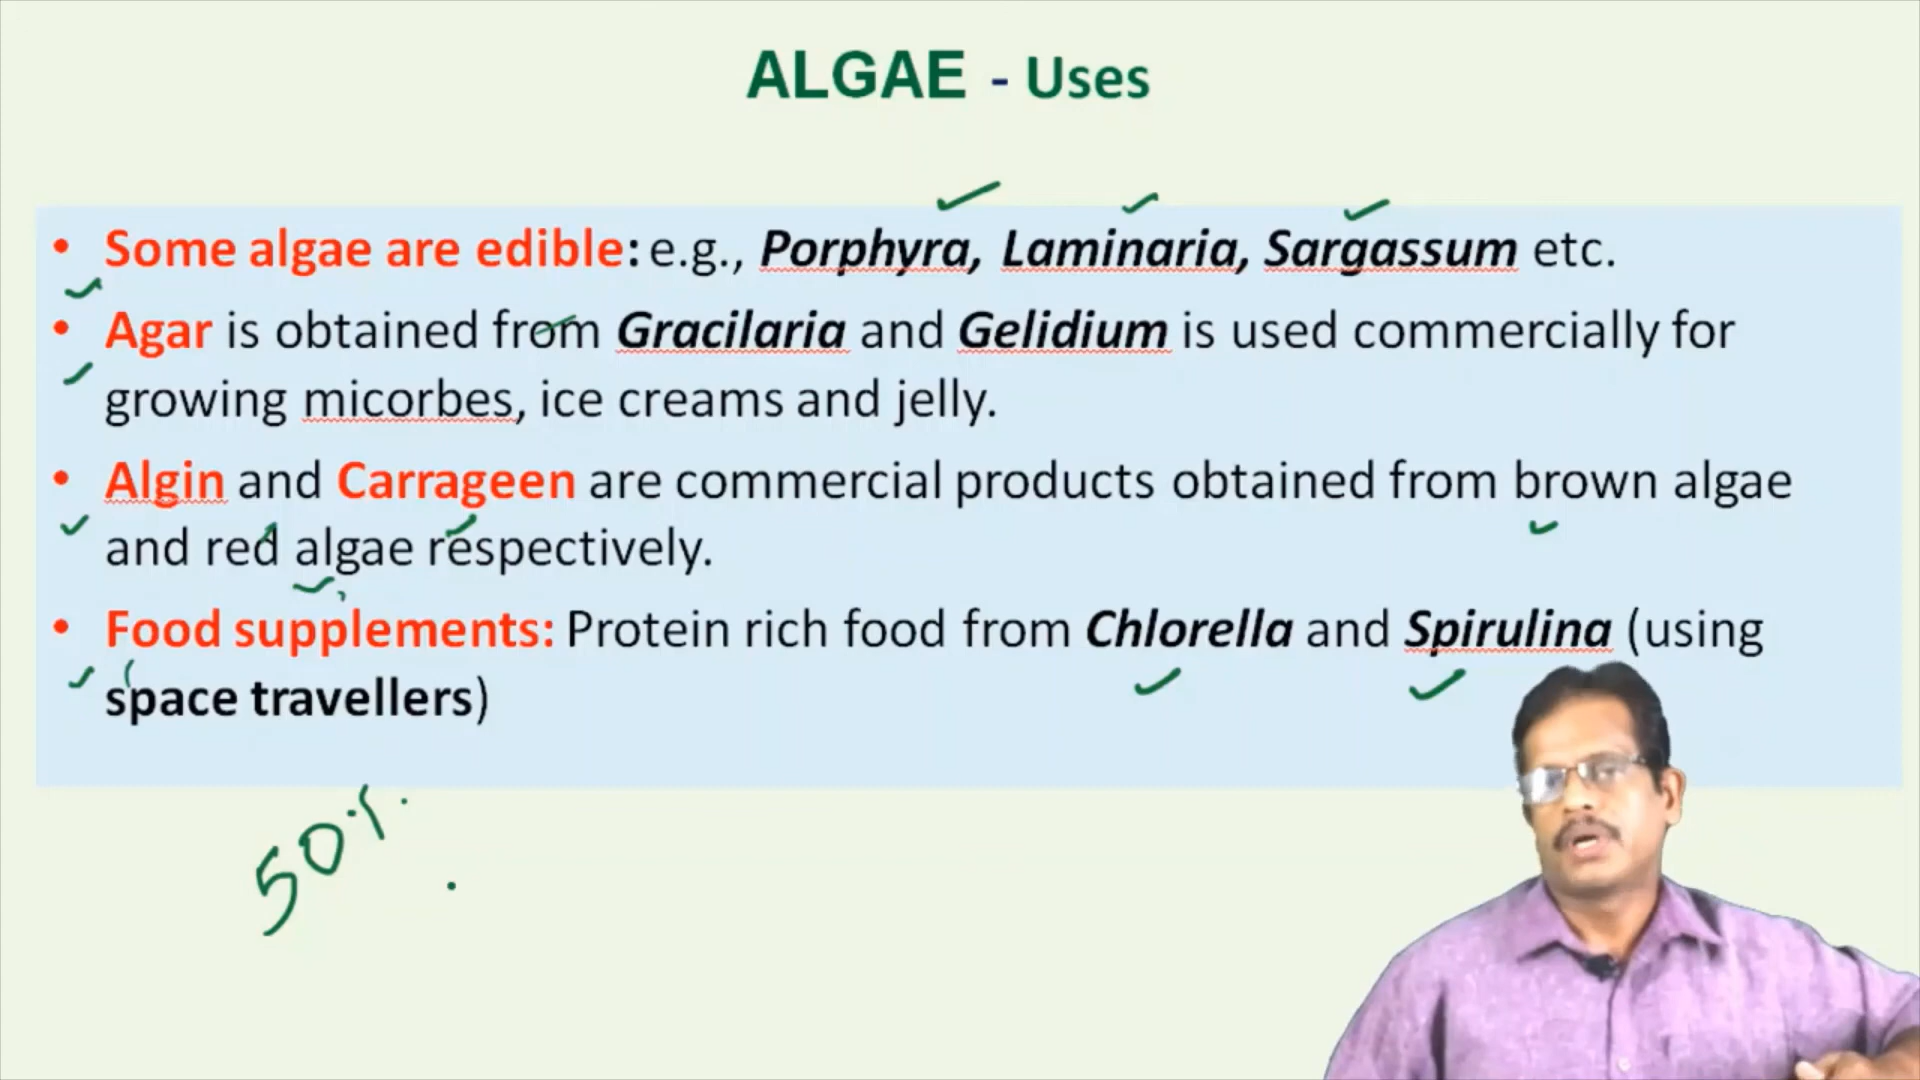 ALGAE - Uses
• Some algae are edible: e.g., Porphyra, Laminaria, Sargassum etc.
• Agar is obtained from Gracilaria and Gelidium is used commercially for
growing micorbes, ice creams and jelly.
• Algin and Carrageen are commercial products obtained from brown algae
and red algae respectively.
• Food supplements: Protein rich food from Chlorella and Spirulina (using
space travellers)
50%